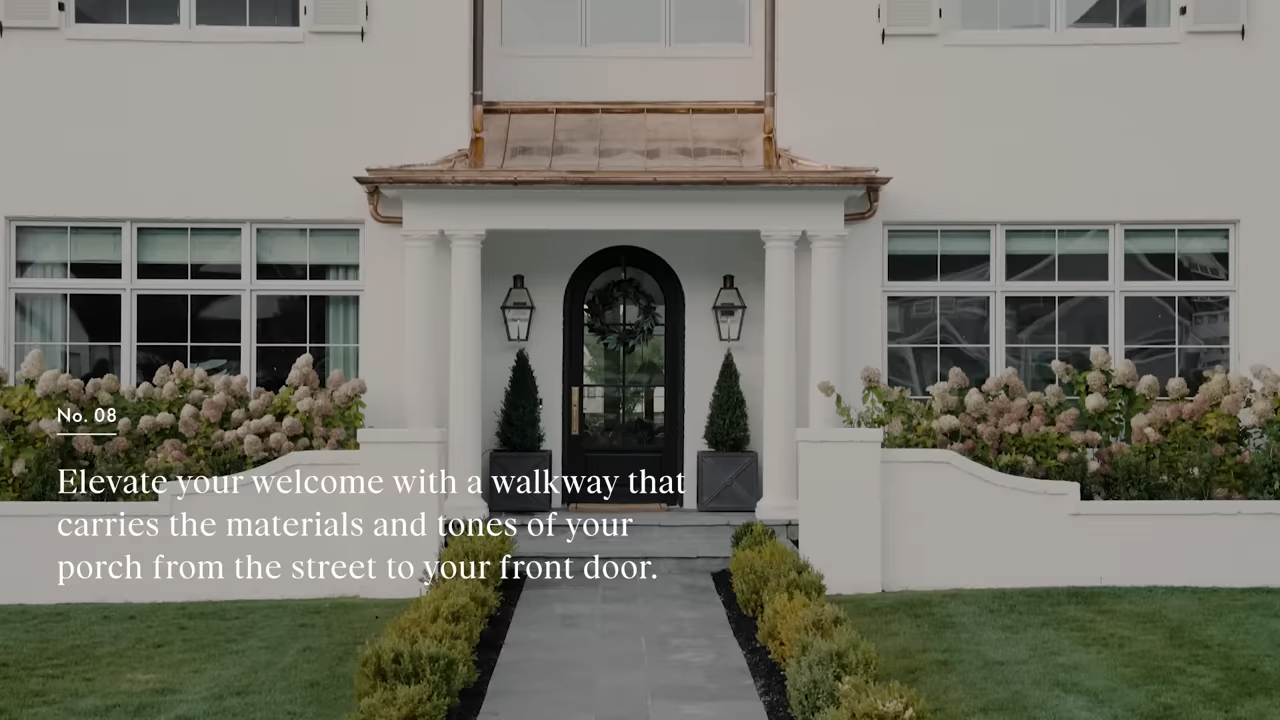 No. 08
Elevate your welcome with a walkway that
carries the materials and tones of your
porch from the street to your front door.